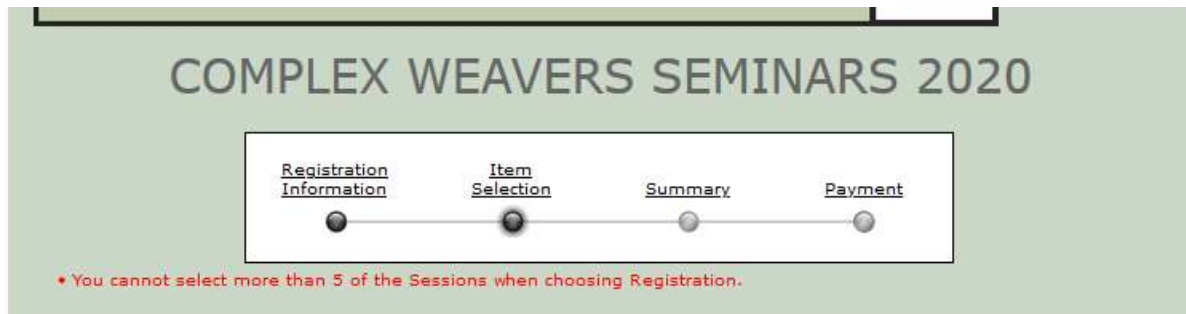 COMPLEX WEAVERS SEMINARS 2020
Registration
Information
Item
Selection
Summary
Payment
• You cannot select more than 5 of the Sessions when choosing Registration.